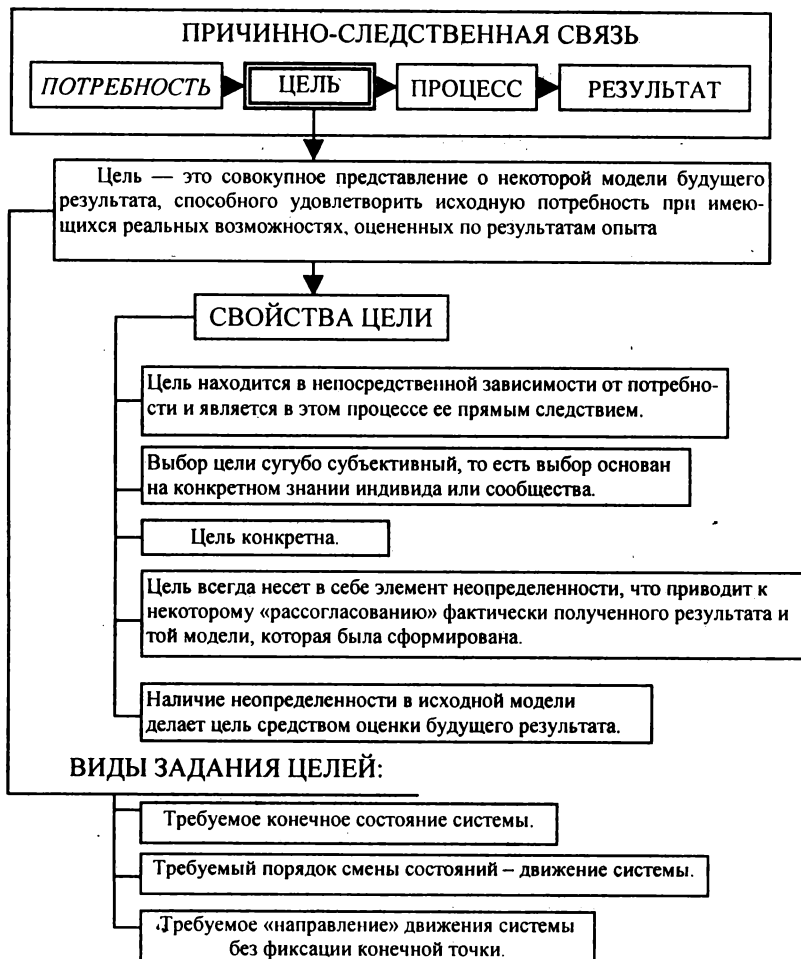 ПРИЧИННО-СЛЕДСТВЕННАЯ СВЯЗЬ
ПОТРЕБНОСТЬ ЦЕЛЬ ПРОЦЕСС РЕЗУЛЬТАТ
Цель — это совокупное представление о некоторой модели будущего
результата, способного удовлетворить исходную потребность при имею-
щихся реальных возможностях, оцененных по результатам опыта
СВОЙСТВА ЦЕЛИ
Цель находится в непосредственной зависимости от потребно-
сти и является в этом процессе ее прямым следствием.
Выбор цели сугубо субъективный, то есть выбор основан
на конкретном знании индивида или сообщества.
Цель конкретна.
Цель всегда несет в себе элемент неопределенности, что приводит к
некоторому «рассогласованию» фактически полученного результата и
той модели, которая была сформирована.
Наличие неопределенности в исходной модели
делает цель средством оценки будущего результата.
ВИДЫ ЗАДАНИЯ ЦЕЛЕЙ:
Требуемое конечное состояние системы.
Требуемый порядок смены состояний – движение системы.
Требуемое «направление» движения системы
без фиксации конечной точки.